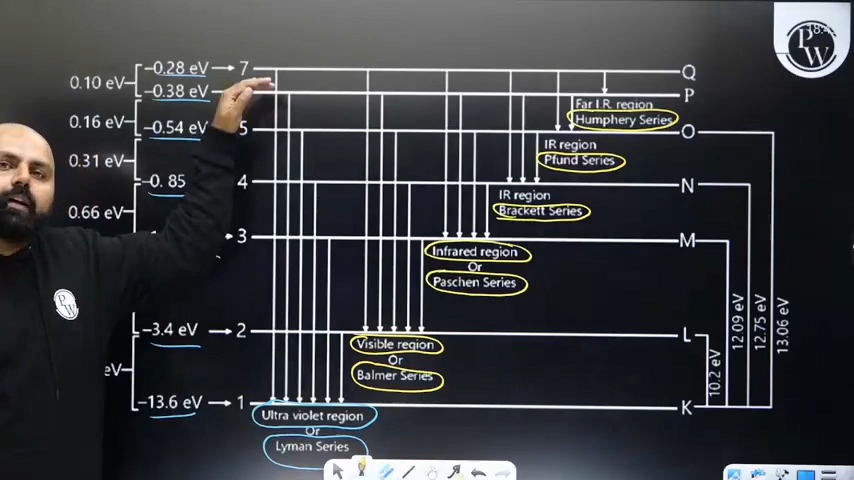 18:4
P
W
−0.28 eV → 7
Q
0.10 eV
−0.38 eV
P
Far I.R. region
0.16 eV
Humphery Series
−0.54 eV
5
O
IR region
0.31 eV
Pfund Series
−0.85
4
N
IR region
0.66 eV
Brackett Series
3
M
Infrared region
Or
Paschen Series
−3.4 eV → 2
L
Visible region
Or
Balmer Series
eV
10.2 eV
12.09 eV
12.75 eV
13.06 eV
−13.6 eV → 1
K
Ultra violet region
Or
Lyman Series
PW